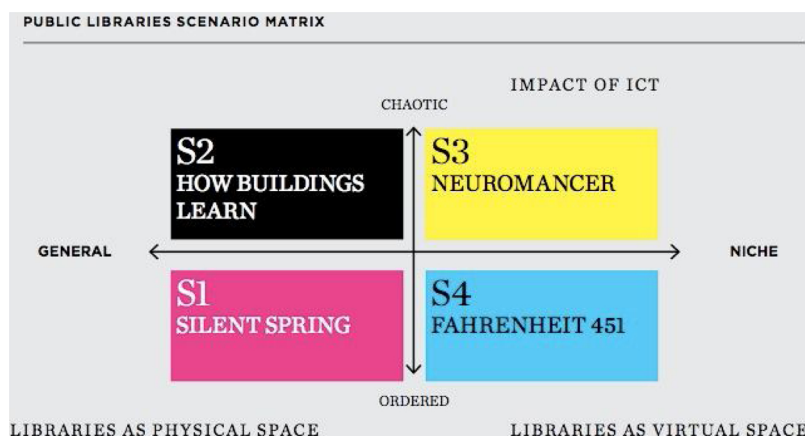 PUBLIC LIBRARIES SCENARIO MATRIX
IMPACT OF ICT
CHAOTIC
S2
HOW BUILDINGS
LEARN
S3
NEUROMANCER
GENERAL
NICHE
S1
SILENT SPRING
S4
FAHRENHEIT 451
ORDERED
LIBRARIES AS PHYSICAL SPACE
LIBRARIES AS VIRTUAL SPACE